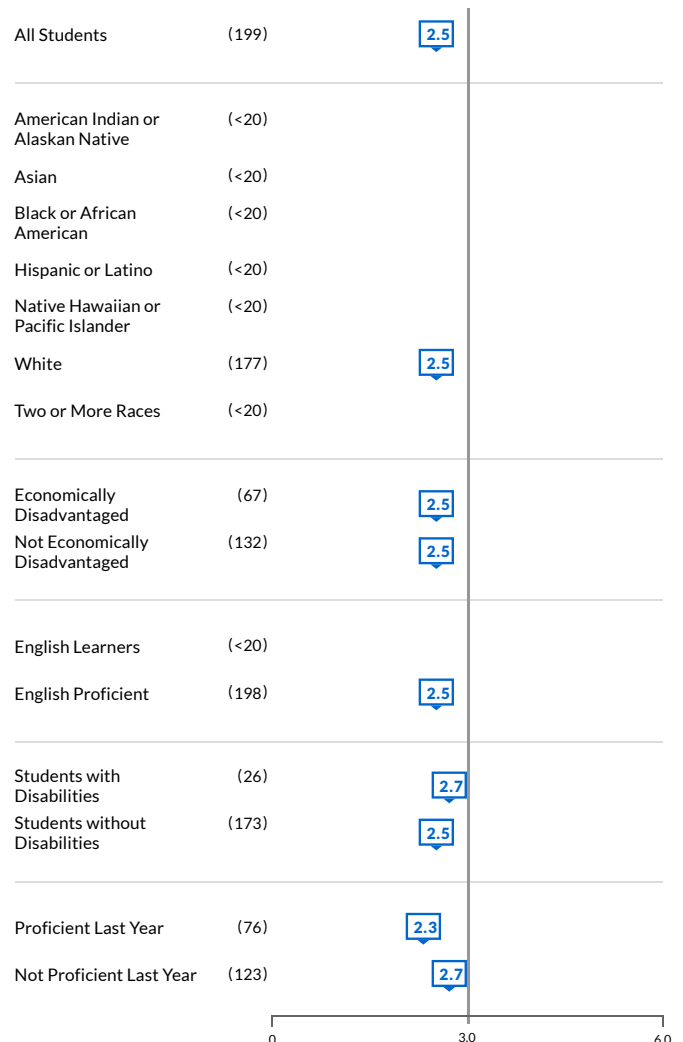 All Students (199) 2.5
American Indian or (<20)
Alaskan Native
Asian (<20)
Black or African (<20)
American
Hispanic or Latino (<20)
Native Hawaiian or (<20)
Pacific Islander
White (177) 2.5
Two or More Races (<20)
Economically (67) 2.5
Disadvantaged
Not Economically (132) 2.5
Disadvantaged
English Learners (<20)
English Proficient (198) 2.5
Students with (26) 2.7
Disabilities
Students without (173) 2.5
Disabilities
Proficient Last Year (76) 2.3
Not Proficient Last Year (123) 2.7
0 3.0 6.0